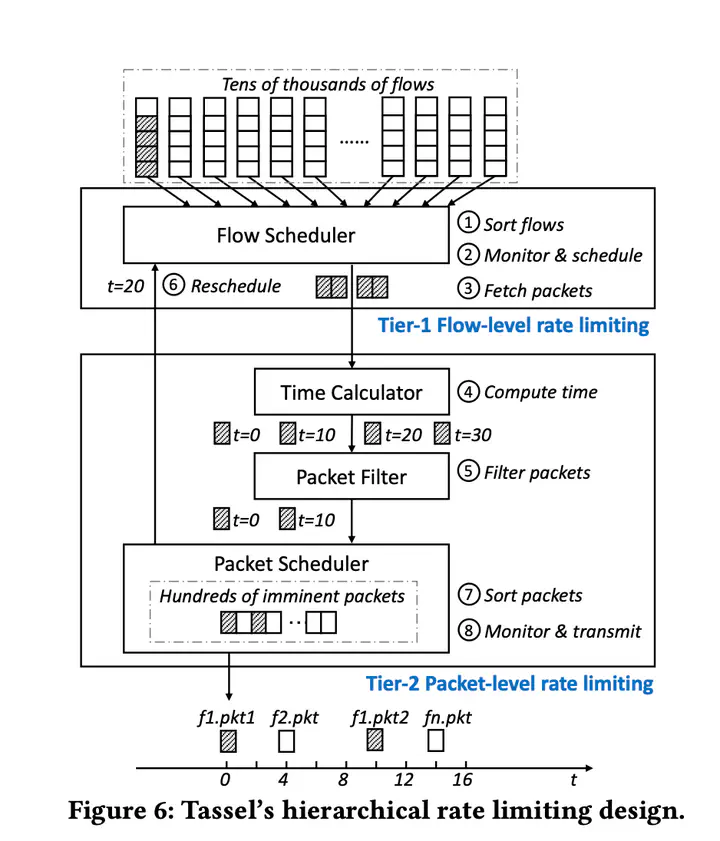 Tens of thousands of flows
......
Flow Scheduler
① Sort flows
② Monitor & schedule
t=20 ⑥ Reschedule
③ Fetch packets
Tier-1 Flow-level rate limiting
Time Calculator
④ Compute time
t=0 t=10 t=20 t=30
Packet Filter
⑤ Filter packets
t=0 t=10
Packet Scheduler
Hundreds of imminent packets
...
⑦ Sort packets
⑧ Monitor & transmit
Tier-2 Packet-level rate limiting
f1.pkt1 f2.pkt f1.pkt2 fn.pkt
0 4 8 12 16 t
Figure 6: Tassel's hierarchical rate limiting design.